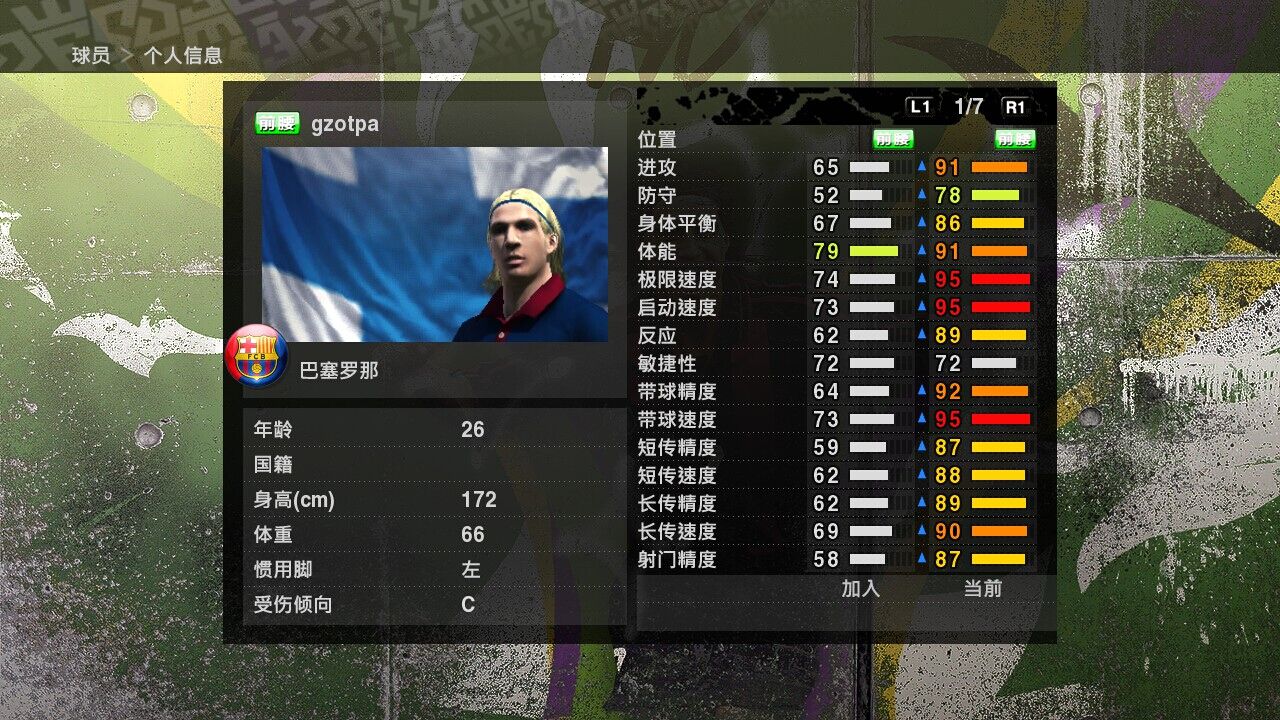 球员 > 个人信息
前腰 gzotpa
FCB
巴塞罗那
年龄 26
国籍
身高(cm) 172
体重 66
惯用脚 左
受伤倾向 C
L1 1/7 R1
位置 前腰 前腰
进攻 65 91
防守 52 78
身体平衡 67 86
体能 79 91
极限速度 74 95
启动速度 73 95
反应 62 89
敏捷性 72 72
带球精度 64 92
带球速度 73 95
短传精度 59 87
短传速度 62 88
长传精度 62 89
长传速度 69 90
射门精度 58 87
加入 当前